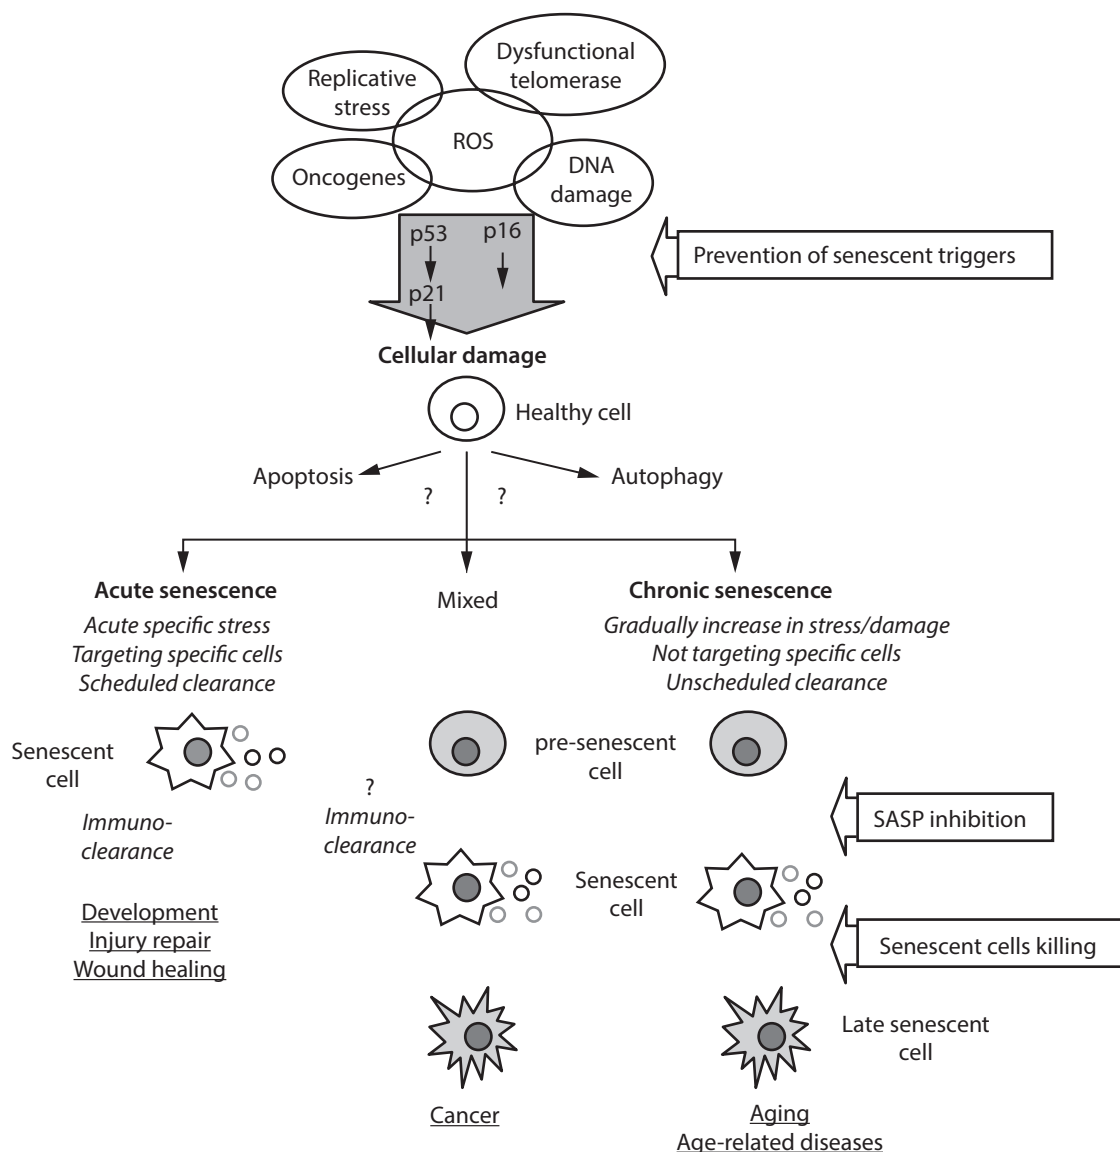 Dysfunctional
telomerase
Replicative
stress
ROS
Oncogenes
DNA
damage
p53
p16
p21
Prevention of senescent triggers
Cellular damage
Healthy cell
Apoptosis
Autophagy
?
?
Acute senescence
Acute specific stress
Targeting specific cells
Scheduled clearance
Mixed
Chronic senescence
Gradually increase in stress/damage
Not targeting specific cells
Unscheduled clearance
Senescent
cell
pre-senescent
cell
Immuno-
clearance
?
Immuno-
clearance
SASP inhibition
Senescent
cell
Development
Injury repair
Wound healing
Senescent cells killing
Late senescent
cell
Cancer
Aging
Age-related diseases